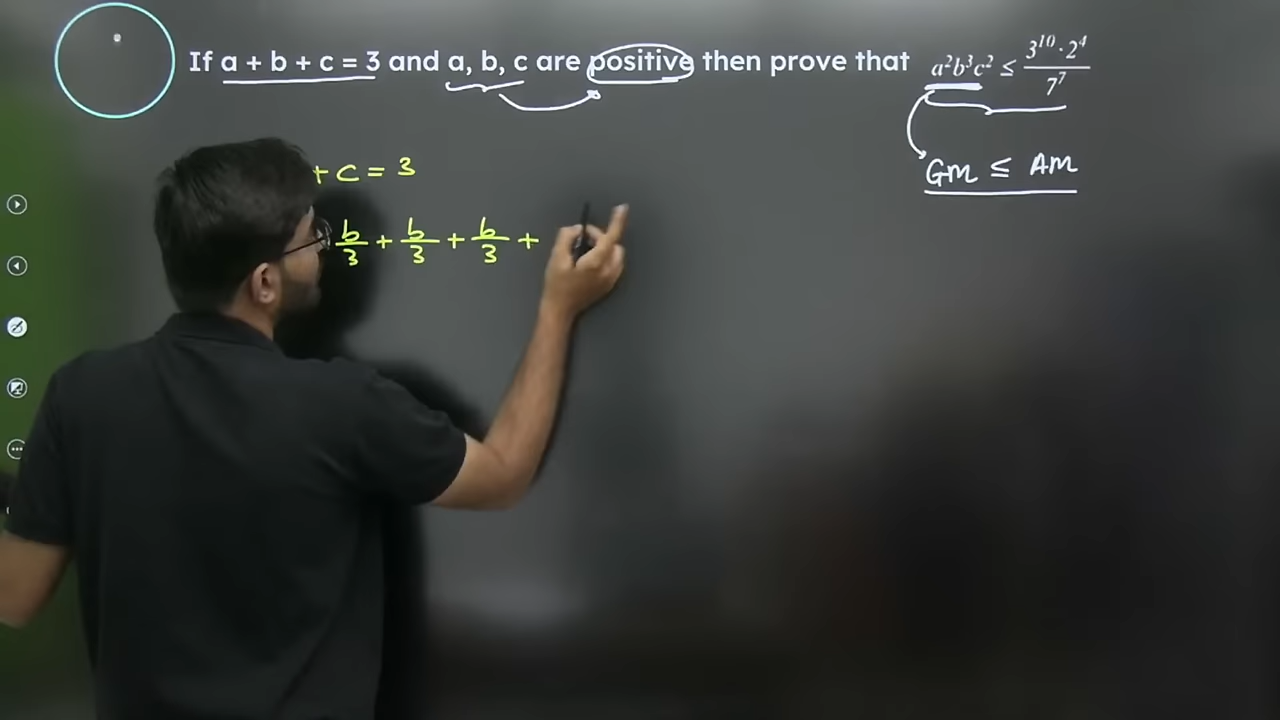 If a + b + c = 3 and a, b, c are positive then prove that a²b³c² ≤ 3¹⁰·2⁴ / 7⁷
+ c = 3
Gm ≤ Am
b/3 + b/3 + b/3 +